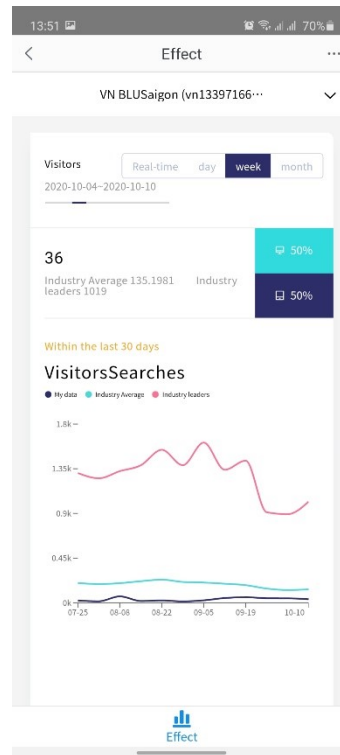 13:51 70%
Effect
VN BLUSaigon (vn13397166···
Visitors Real-time day week month
2020-10-04~2020-10-10
36
50%
Industry Average 135.1981 Industry
leaders 1019
50%
Within the last 30 days
VisitorsSearches
My data Industry Average Industry leaders
1.8k
1.35k
0.9k
0.45k
0k
07-25 08-08 08-22 09-05 09-19 10-10
Effect